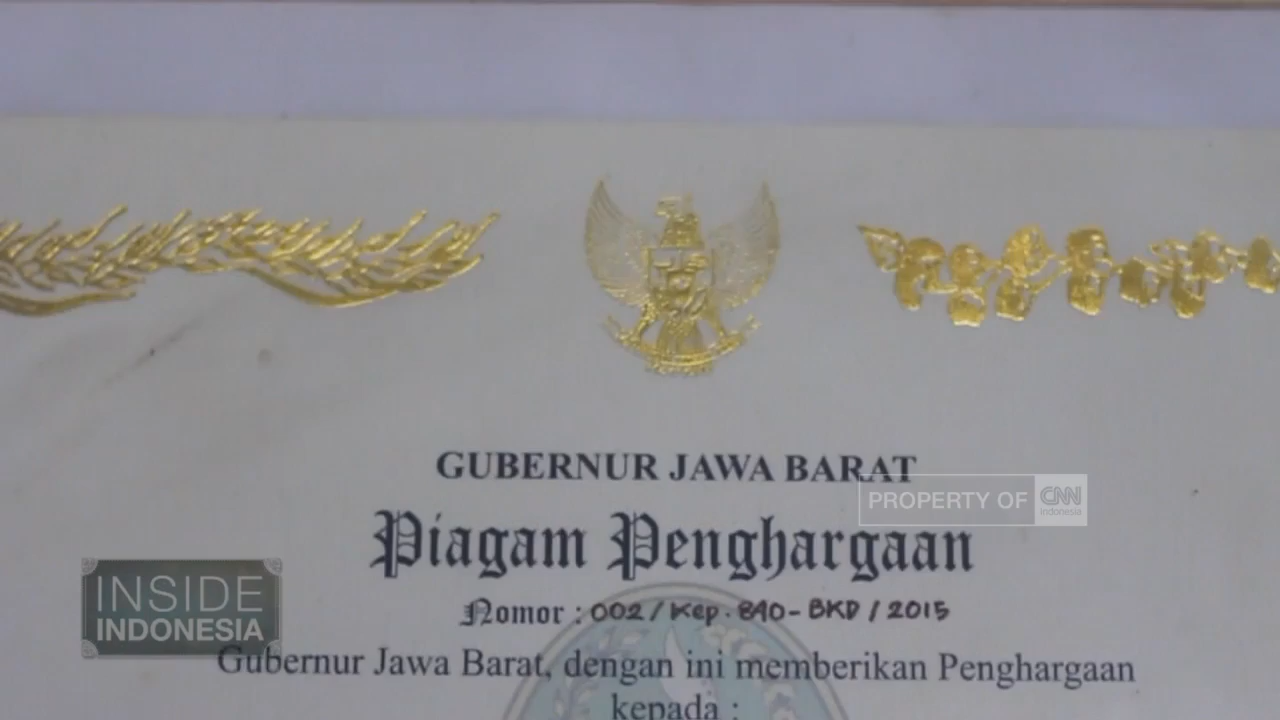 GUBERNUR JAWA BARAT
PROPERTY OF CNN Indonesia
Piagam Penghargaan
INSIDE
INDONESIA
Nomor : 002 / Kep. 840 - BKD / 2015
Gubernur Jawa Barat, dengan ini memberikan Penghargaan
kepada :